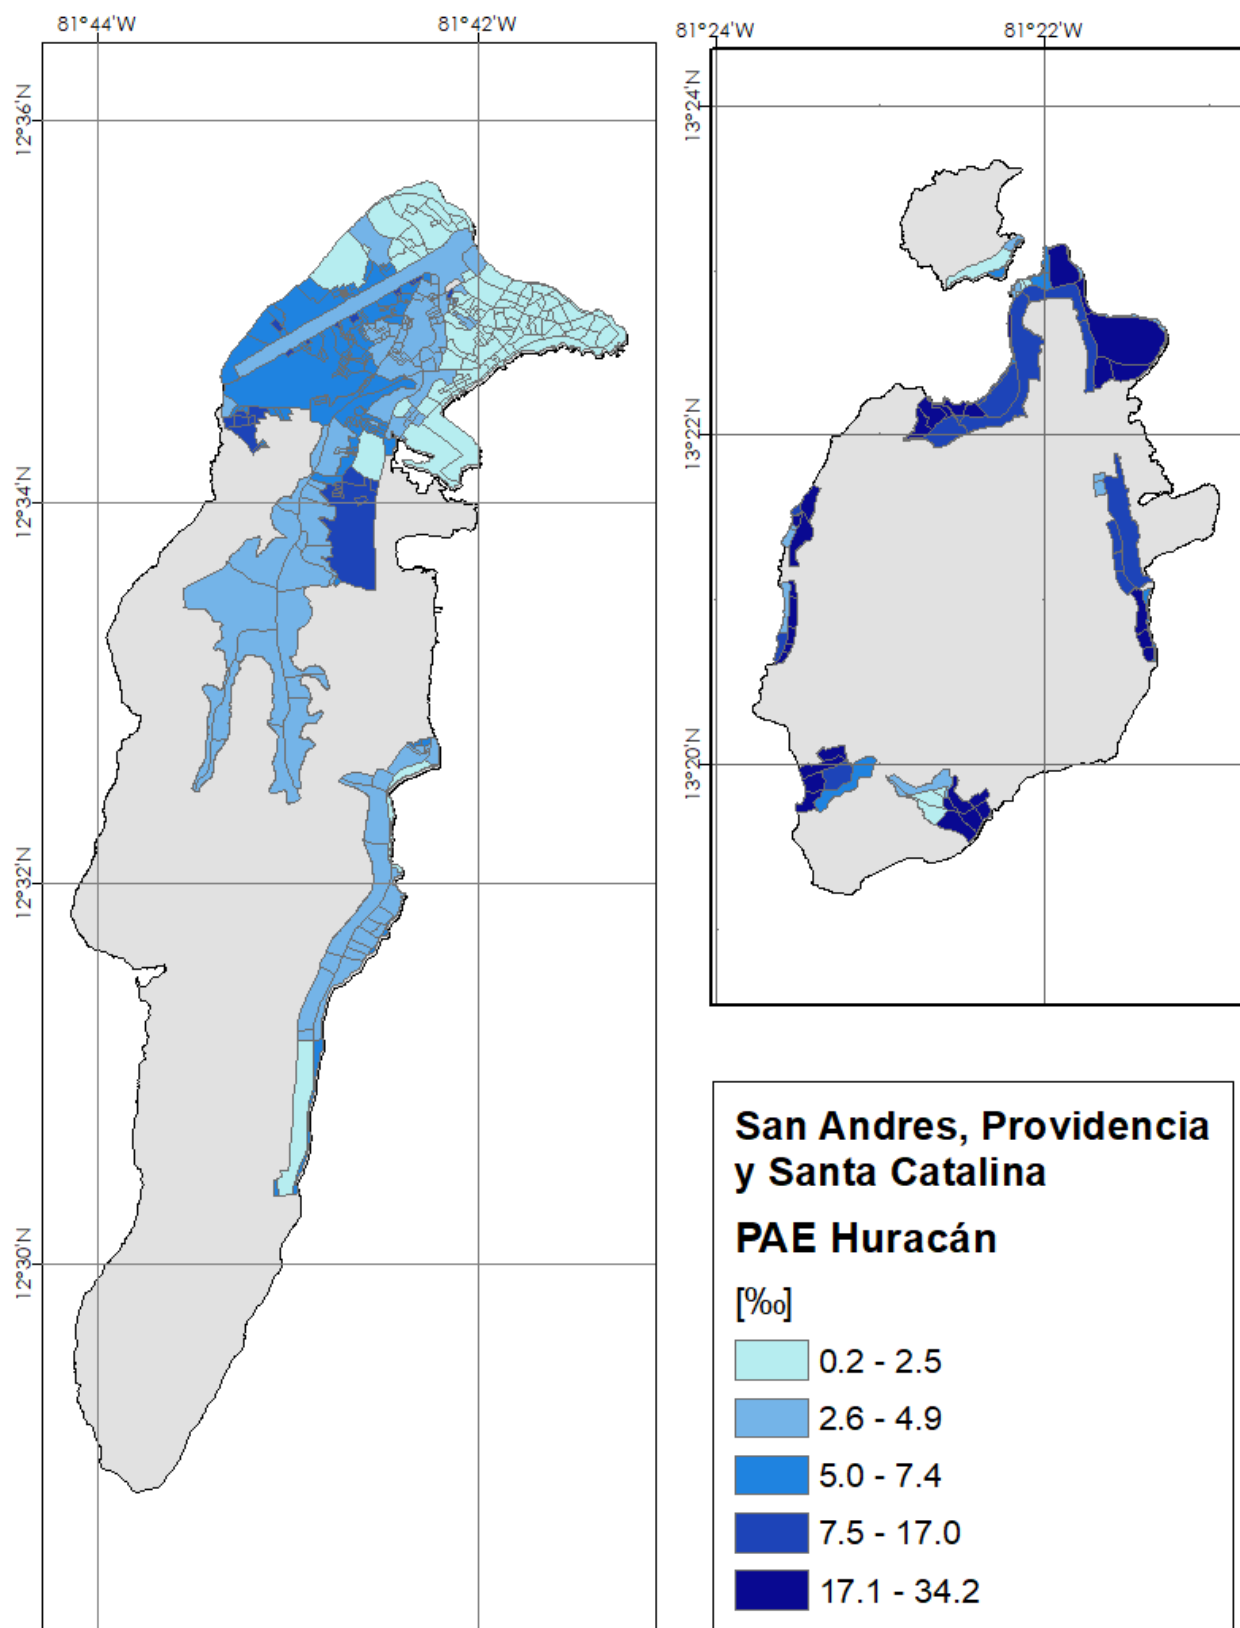 81°44'W
81°42'W
81°24'W
81°22'W
12°36'N
12°34'N
12°32'N
12°30'N
13°24'N
13°22'N
13°20'N
San Andres, Providencia
y Santa Catalina
PAE Huracán
[‰]
0.2 - 2.5
2.6 - 4.9
5.0 - 7.4
7.5 - 17.0
17.1 - 34.2